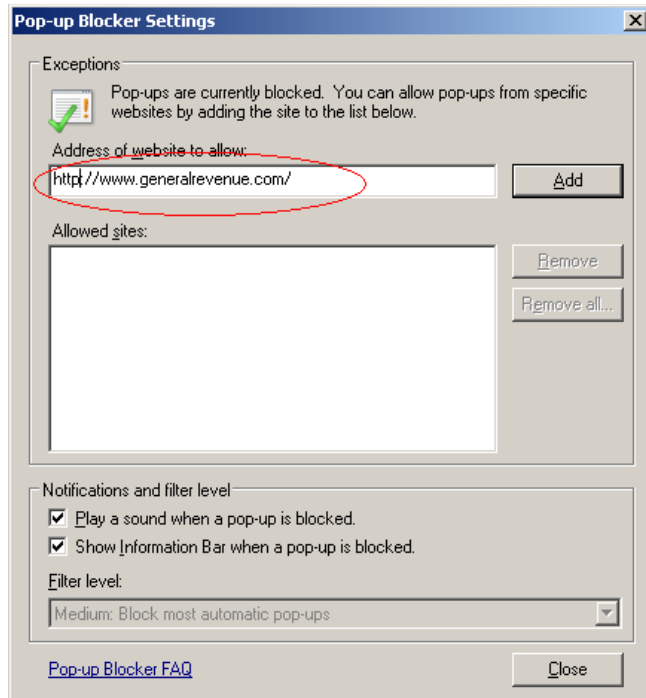 Pop-up Blocker Settings
Exceptions
Pop-ups are currently blocked. You can allow pop-ups from specific
websites by adding the site to the list below.
Address of website to allow:
http://www.generalrevenue.com/
Add
Allowed sites:
Remove
Remove all...
Notifications and filter level
Play a sound when a pop-up is blocked.
Show Information Bar when a pop-up is blocked.
Filter level:
Medium: Block most automatic pop-ups
Pop-up Blocker FAQ
Close